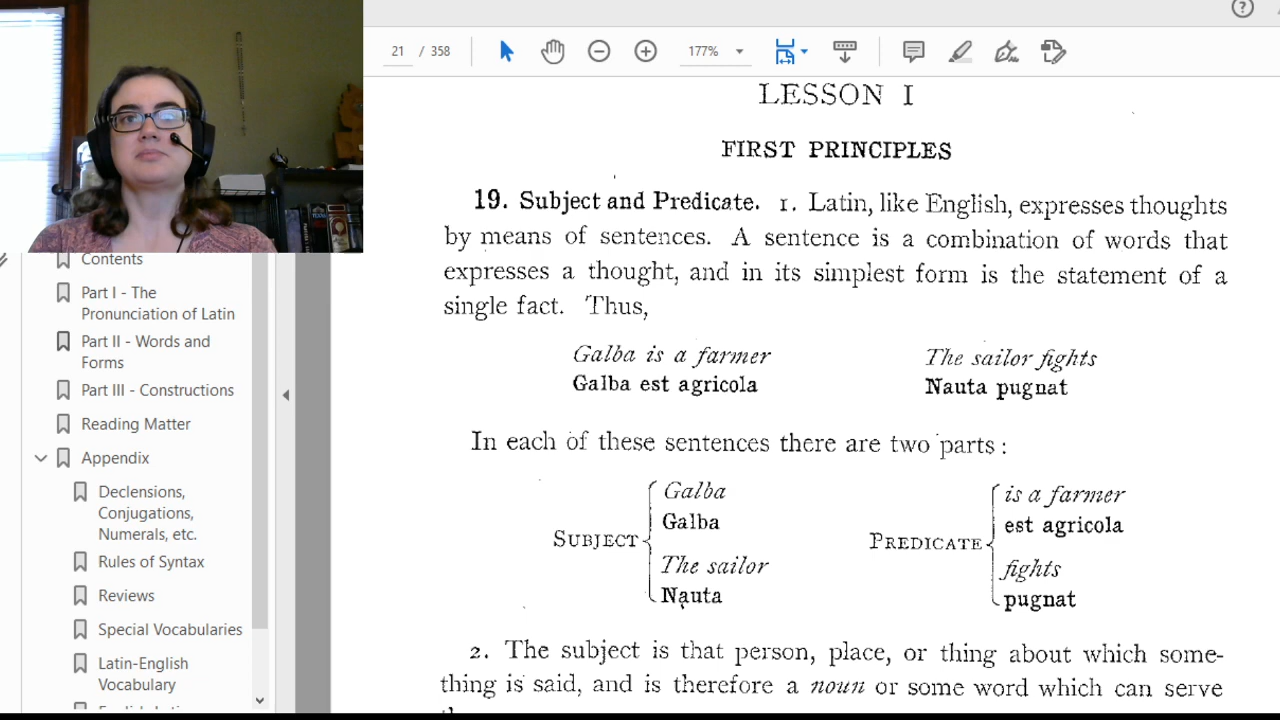 21 / 358
177%
LESSON I
FIRST PRINCIPLES
19. Subject and Predicate. 1. Latin, like English, expresses thoughts
by means of sentences. A sentence is a combination of words that
expresses a thought, and in its simplest form is the statement of a
single fact. Thus,
Galba is a farmer
The sailor fights
Galba est agricola
Nauta pugnat
In each of these sentences there are two parts:
SUBJECT
Galba
Galba
The sailor
Nauta
PREDICATE
is a farmer
est agricola
fights
pugnat
2. The subject is that person, place, or thing about which some-
thing is said, and is therefore a noun or some word which can serve
Contents
Part I - The
Pronunciation of Latin
Part II - Words and
Forms
Part III - Constructions
Reading Matter
Appendix
Declensions,
Conjugations,
Numerals, etc.
Rules of Syntax
Reviews
Special Vocabularies
Latin-English
Vocabulary